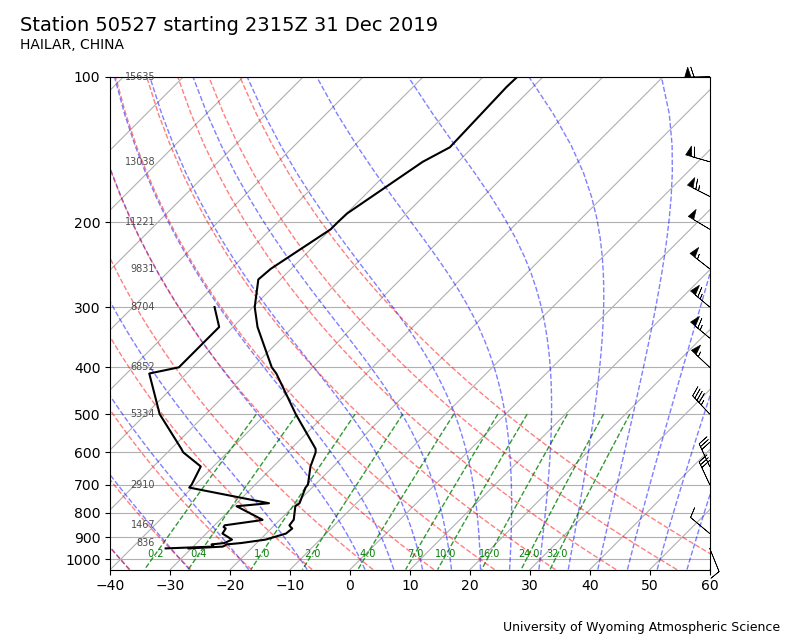 Station 50527 starting 2315Z 31 Dec 2019
HAILAR, CHINA
100 15635
13038
200 11221
9831
300 8704
400 6852
500 5334
600
700 2910
800
1467
900
836
1000
0.2 0.4 1.0 2.0 4.0 7.0 10.0 16.0 24.0 32.0
−40 −30 −20 −10 0 10 20 30 40 50 60
University of Wyoming Atmospheric Science